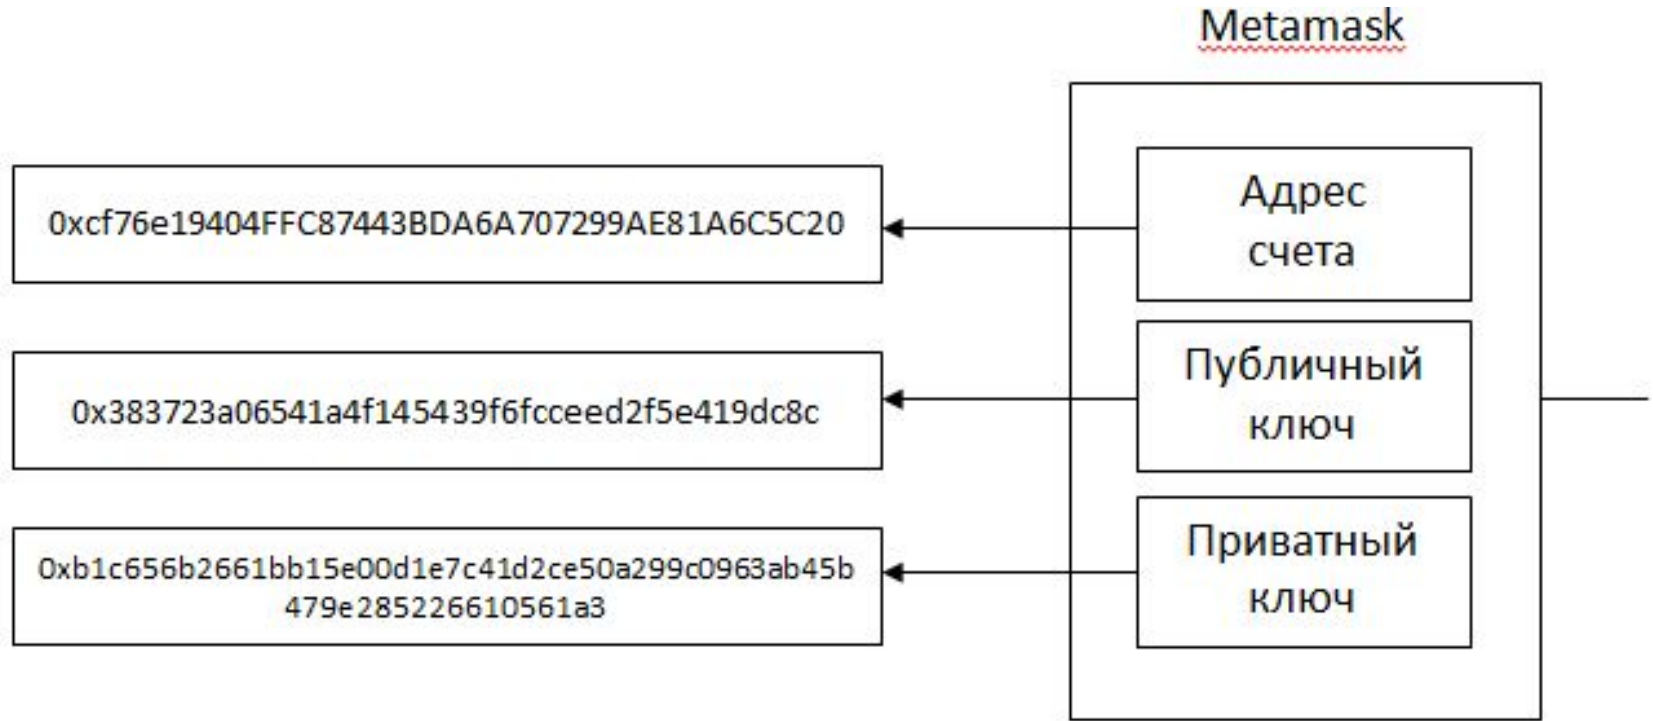 Metamask
0xcf76e19404FFC87443BDA6A707299AE81A6C5C20
Адрес
счета
0x383723a06541a4f145439f6fcceed2f5e419dc8c
Публичный
ключ
0xb1c656b2661bb15e00d1e7c41d2ce50a299c0963ab45b
479e285226610561a3
Приватный
ключ